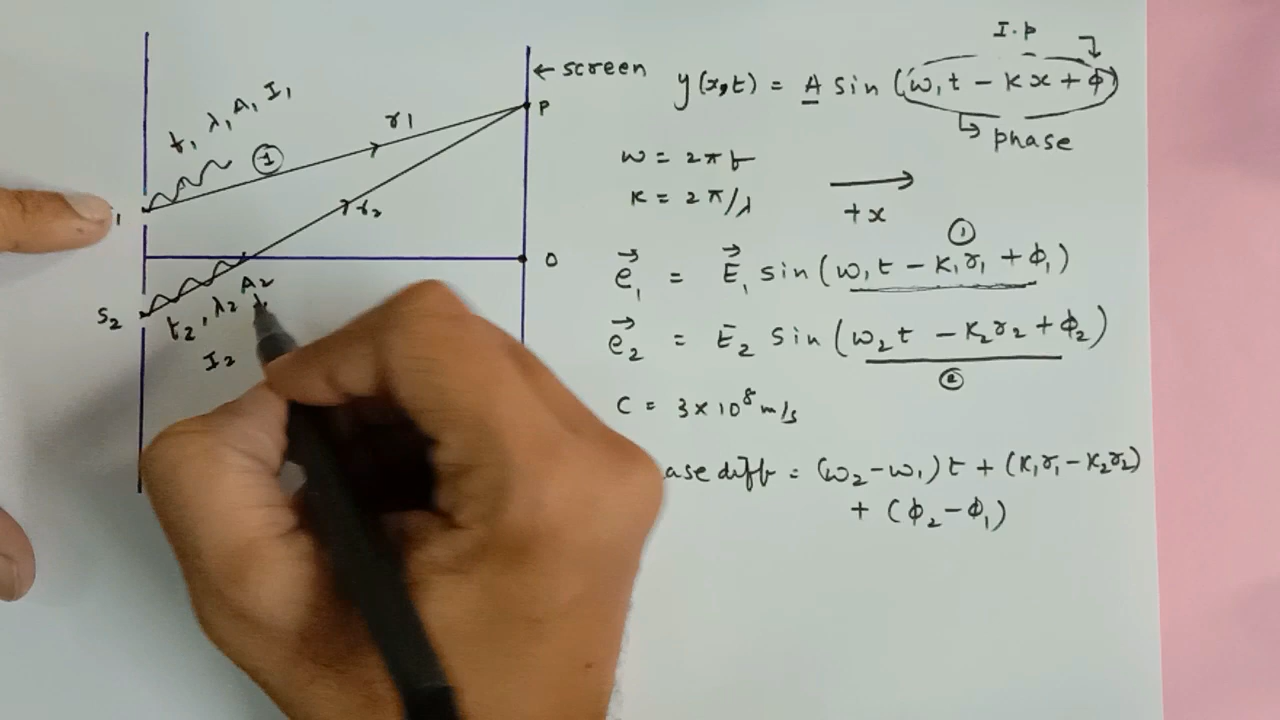 I.p
← screen
y(x,t) = A sin (ω₁t − Kx + ϕ)
↳ phase
f₁ λ₁, A₁ I₁
①
r₁
P
ω = 2πf
K = 2π/λ
+x
r₂
①
e⃗₁ = E⃗₁ sin (ω₁t − K₁r₁ + ϕ₁)
O
S₂
f₂, λ₂ A₂
I₂
e⃗₂ = E₂ sin (ω₂t − K₂r₂ + ϕ₂)
②
C = 3×10⁸ m/s
ase diff = (ω₂−ω₁)t + (K₁r₁−K₂r₂)
+ (ϕ₂−ϕ₁)